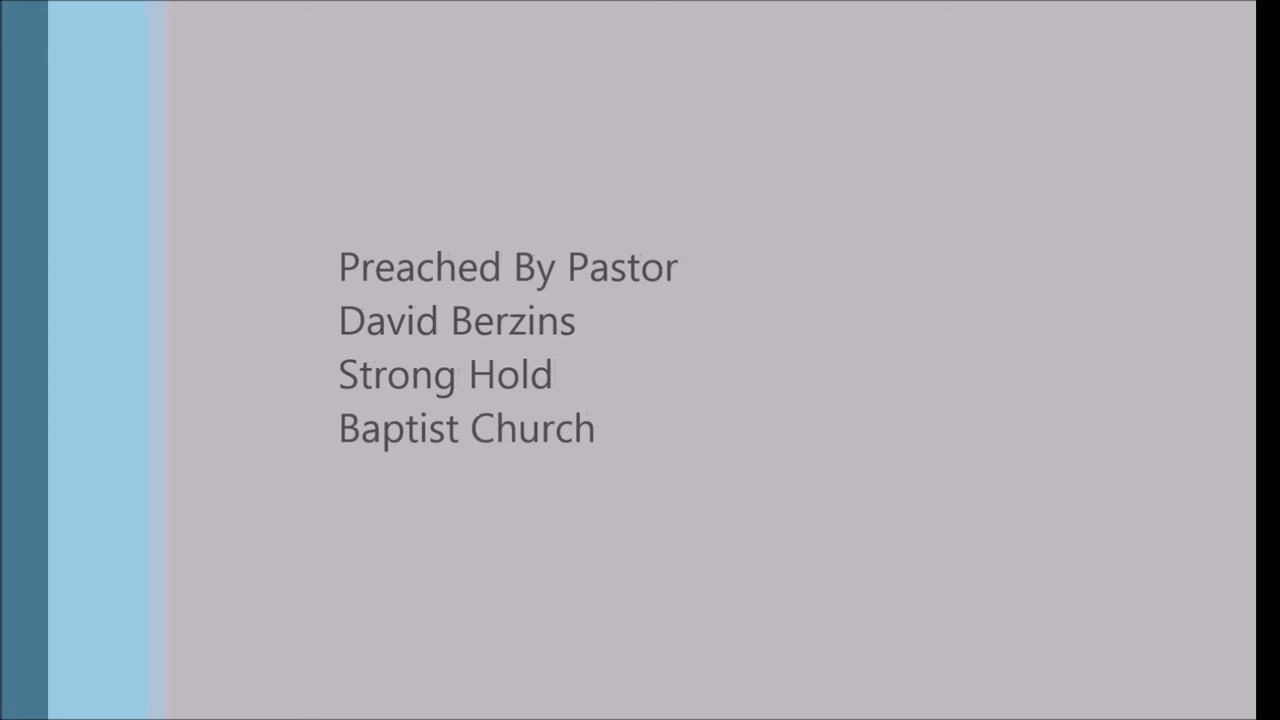 Preached By Pastor
David Berzins
Strong Hold
Baptist Church